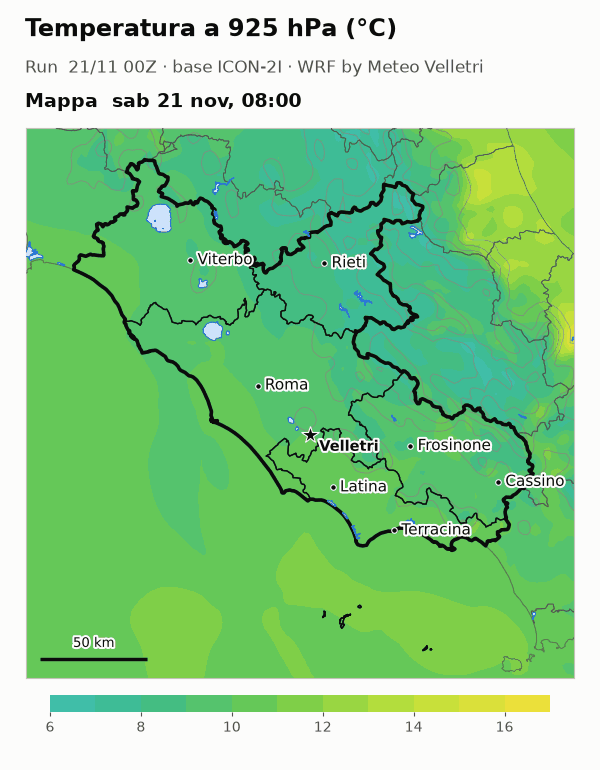 Temperatura a 925 hPa (°C)
Run  21/11 00Z · base ICON-2I · WRF by Meteo Velletri
Mappa  sab 21 nov, 08:00
Viterbo
Rieti
Roma
Velletri
Frosinone
Latina
Cassino
Terracina
50 km
6 8 10 12 14 16